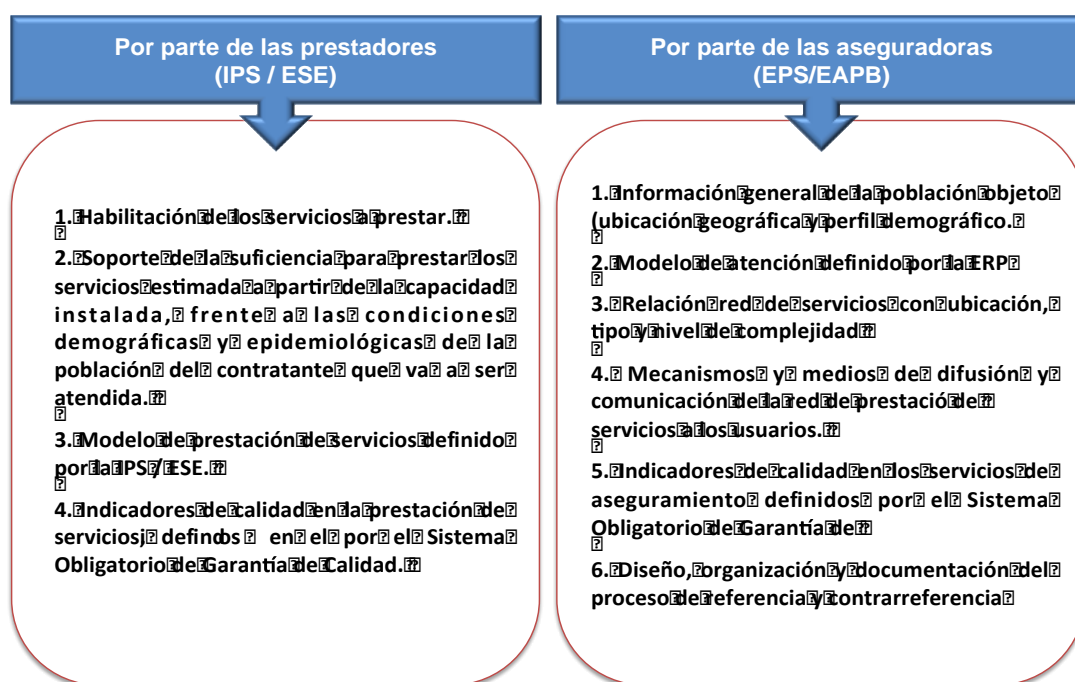 Por parte de las prestadores
(IPS / ESE)
1. Habilitación de los servicios a prestar.
2. Soporte de la suficiencia para prestar los
servicios estimada a partir de la capacidad
instalada, frente a las condiciones
demográficas y epidemiológicas de la
población del contratante que va a ser
atendida.
3. Modelo de prestación de servicios definido
por la IPS / ESE.
4. Indicadores de calidad en la prestación de
serviciosj defindos en el por el Sistema
Obligatorio de Garantía de Calidad.
Por parte de las aseguradoras
(EPS/EAPB)
1. Información general de la población objeto
(ubicación geográfica y perfil demográfico.
2. Modelo de atención definido por la ERP
3. Relación red de servicios con ubicación,
tipo y nivel de complejidad
4. Mecanismos y medios de difusión y
comunicación de la red de prestació de
servicios a los usuarios.
5. Indicadores de calidad en los servicios de
aseguramiento definidos por el Sistema
Obligatorio de Garantía de
6. Diseño, organización y documentación del
proceso de referencia y contrarreferencia